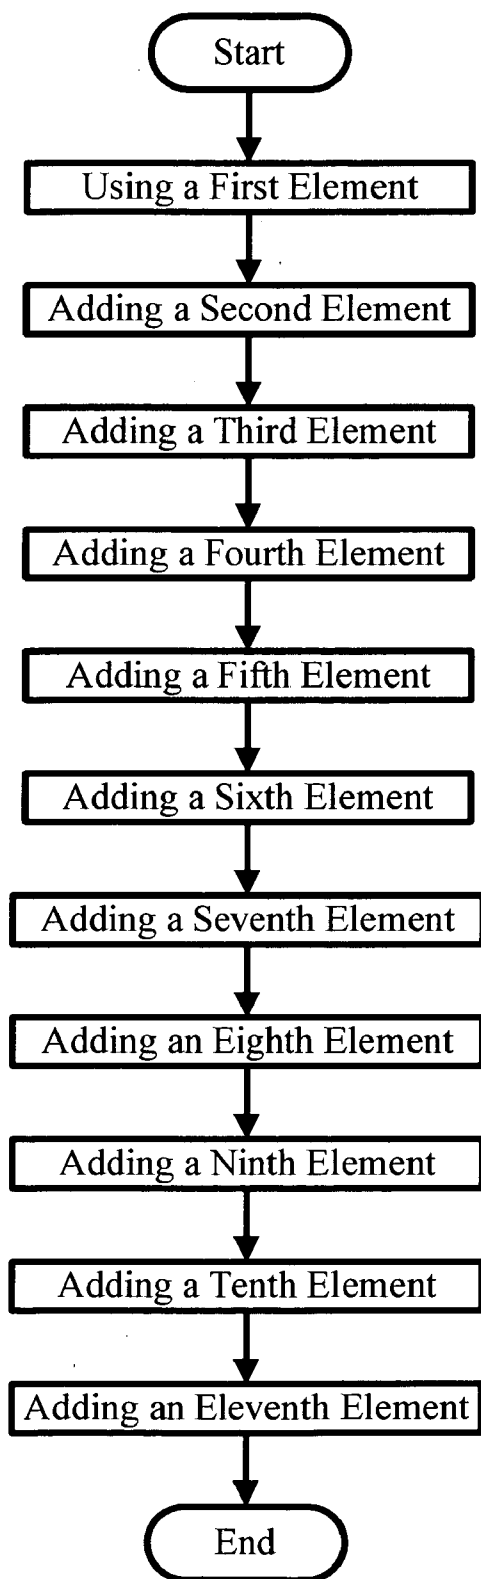 Start
Using a First Element
Adding a Second Element
Adding a Third Element
Adding a Fourth Element
Adding a Fifth Element
Adding a Sixth Element
Adding a Seventh Element
Adding an Eighth Element
Adding a Ninth Element
Adding a Tenth Element
Adding an Eleventh Element
End